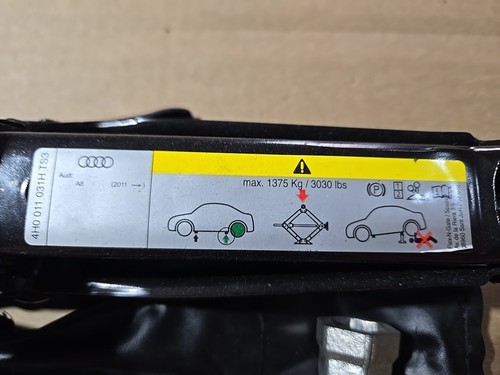 4H0 011 031H TS3
Audi
A8 (2011 →)
max. 1375 Kg / 3030 lbs
P